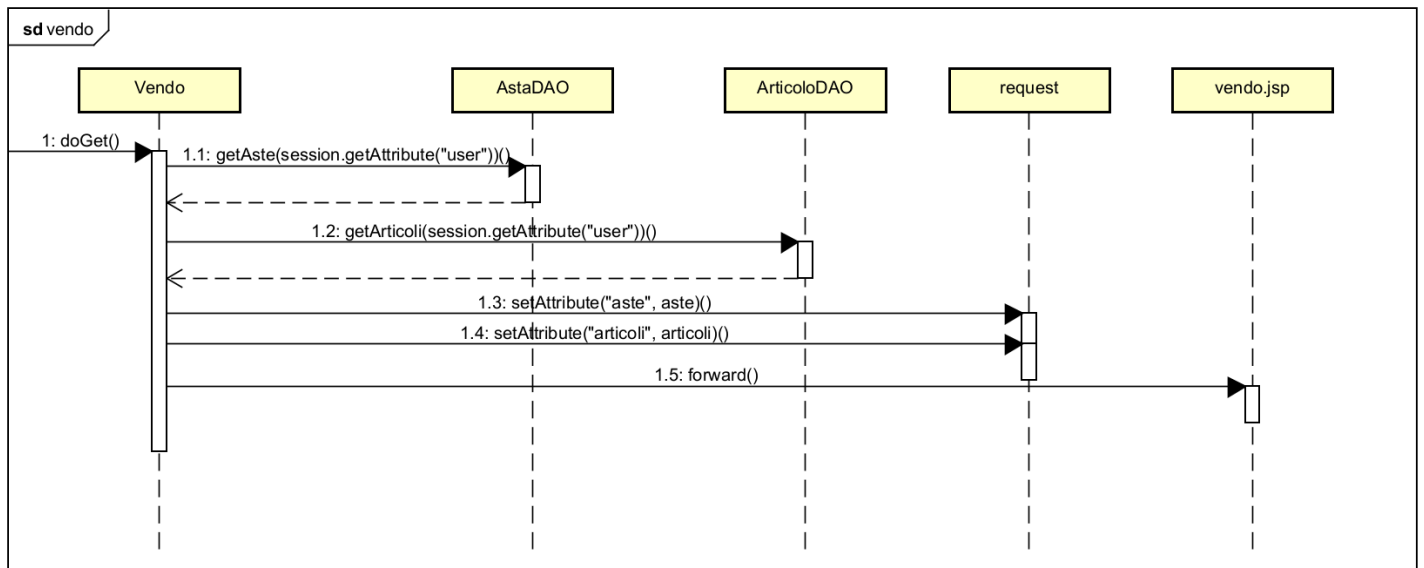 sd vendo
Vendo
AstaDAO
ArticoloDAO
request
vendo.jsp
1: doGet()
1.1: getAste(session.getAttribute("user"))()
1.2: getArticoli(session.getAttribute("user"))()
1.3: setAttribute("aste", aste)()
1.4: setAttribute("articoli", articoli)()
1.5: forward()